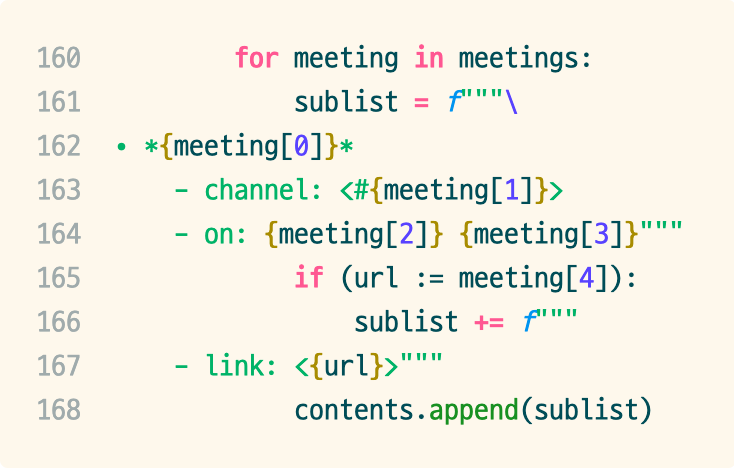 160          for meeting in meetings:
161              sublist = f"""\
162  • *{meeting[0]}*
163      - channel: <#{meeting[1]}>
164      - on: {meeting[2]} {meeting[3]}"""
165              if (url := meeting[4]):
166                  sublist += f"""
167      - link: <{url}>"""
168              contents.append(sublist)